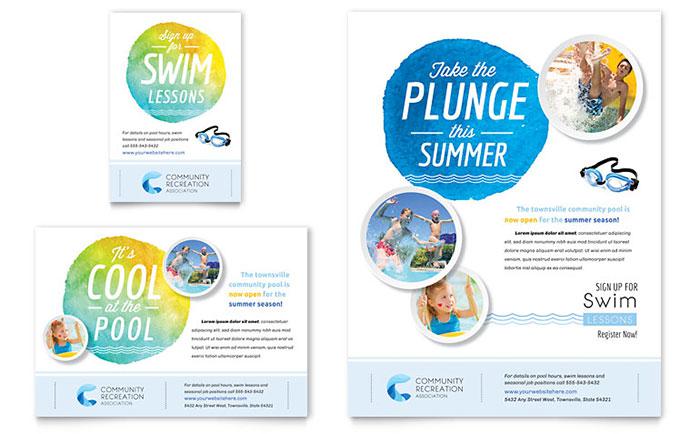 Sign up
for
SWIM
LESSONS
For details on pool hours, swim
lessons and seasonal job positions
call 555-543-5432
www.yourwebsitehere.com
COMMUNITY
RECREATION
ASSOCIATION
It's
COOL
at the
POOL
The townsville
community pool is
now open for the
summer season!
Lorem ipsum dolor sit amet,
COMMUNITY
RECREATION
ASSOCIATION
For details on pool hours, swim lessons and
seasonal job positions call 555-543-5432
www.yourwebsitehere.com
5432 Any Street West, Townsville, State 54321
Take the
PLUNGE
this
SUMMER
The townsville community pool is
now open for the summer season!
Lorem ipsum dolor sit amet, consectetuer adipiscing
SIGN UP FOR
Swim
LESSONS
Register Now!
COMMUNITY
RECREATION
ASSOCIATION
For details on pool hours, swim lessons and
seasonal job positions call 555-543-5432
www.yourwebsitehere.com
5432 Any Street West, Townsville, State 54321